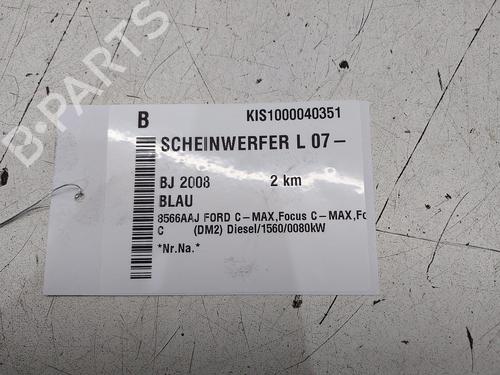 B·PARTS
B KIS1000040351
SCHEINWERFER L 07-
BJ 2008 2 km
BLAU
8566AAJ FORD C-MAX,Focus C-MAX,Fc
C (DM2) Diesel/1560/0080kW
*Nr.Na.*